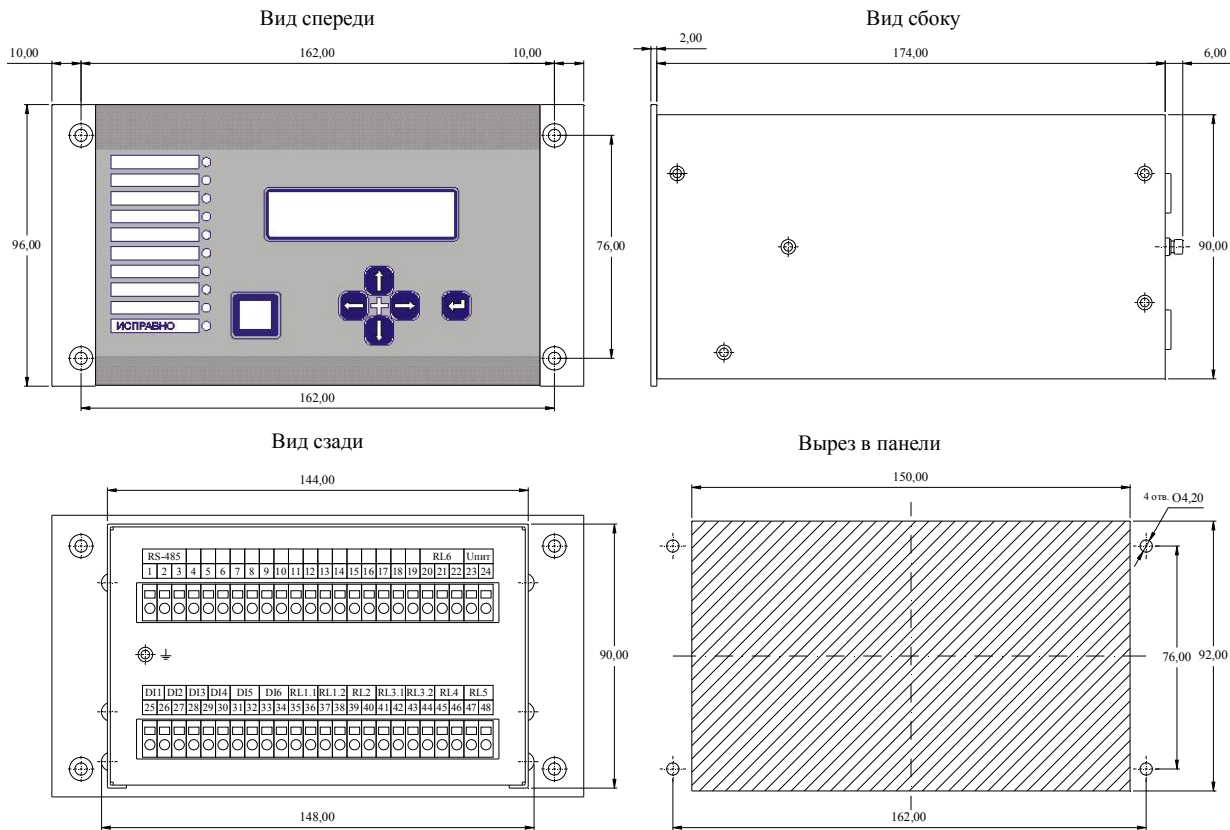 Вид спереди
Вид сбоку
10,00 162,00 10,00
2,00 174,00 6,00
96,00
76,00
90,00
ИСПРАВНО
162,00
Вид сзади
Вырез в панели
144,00
150,00
4 отв. O4,20
RS-485 RL6 Uпит
1 2 3 4 5 6 7 8 9 10 11 12 13 14 15 16 17 18 19 20 21 22 23 24
90,00
76,00
92,00
DI1 DI2 DI3 DI4 DI5 DI6 RL1.1 RL1.2 RL2 RL3.1 RL3.2 RL4 RL5
25 26 27 28 29 30 31 32 33 34 35 36 37 38 39 40 41 42 43 44 45 46 47 48
148,00
162,00